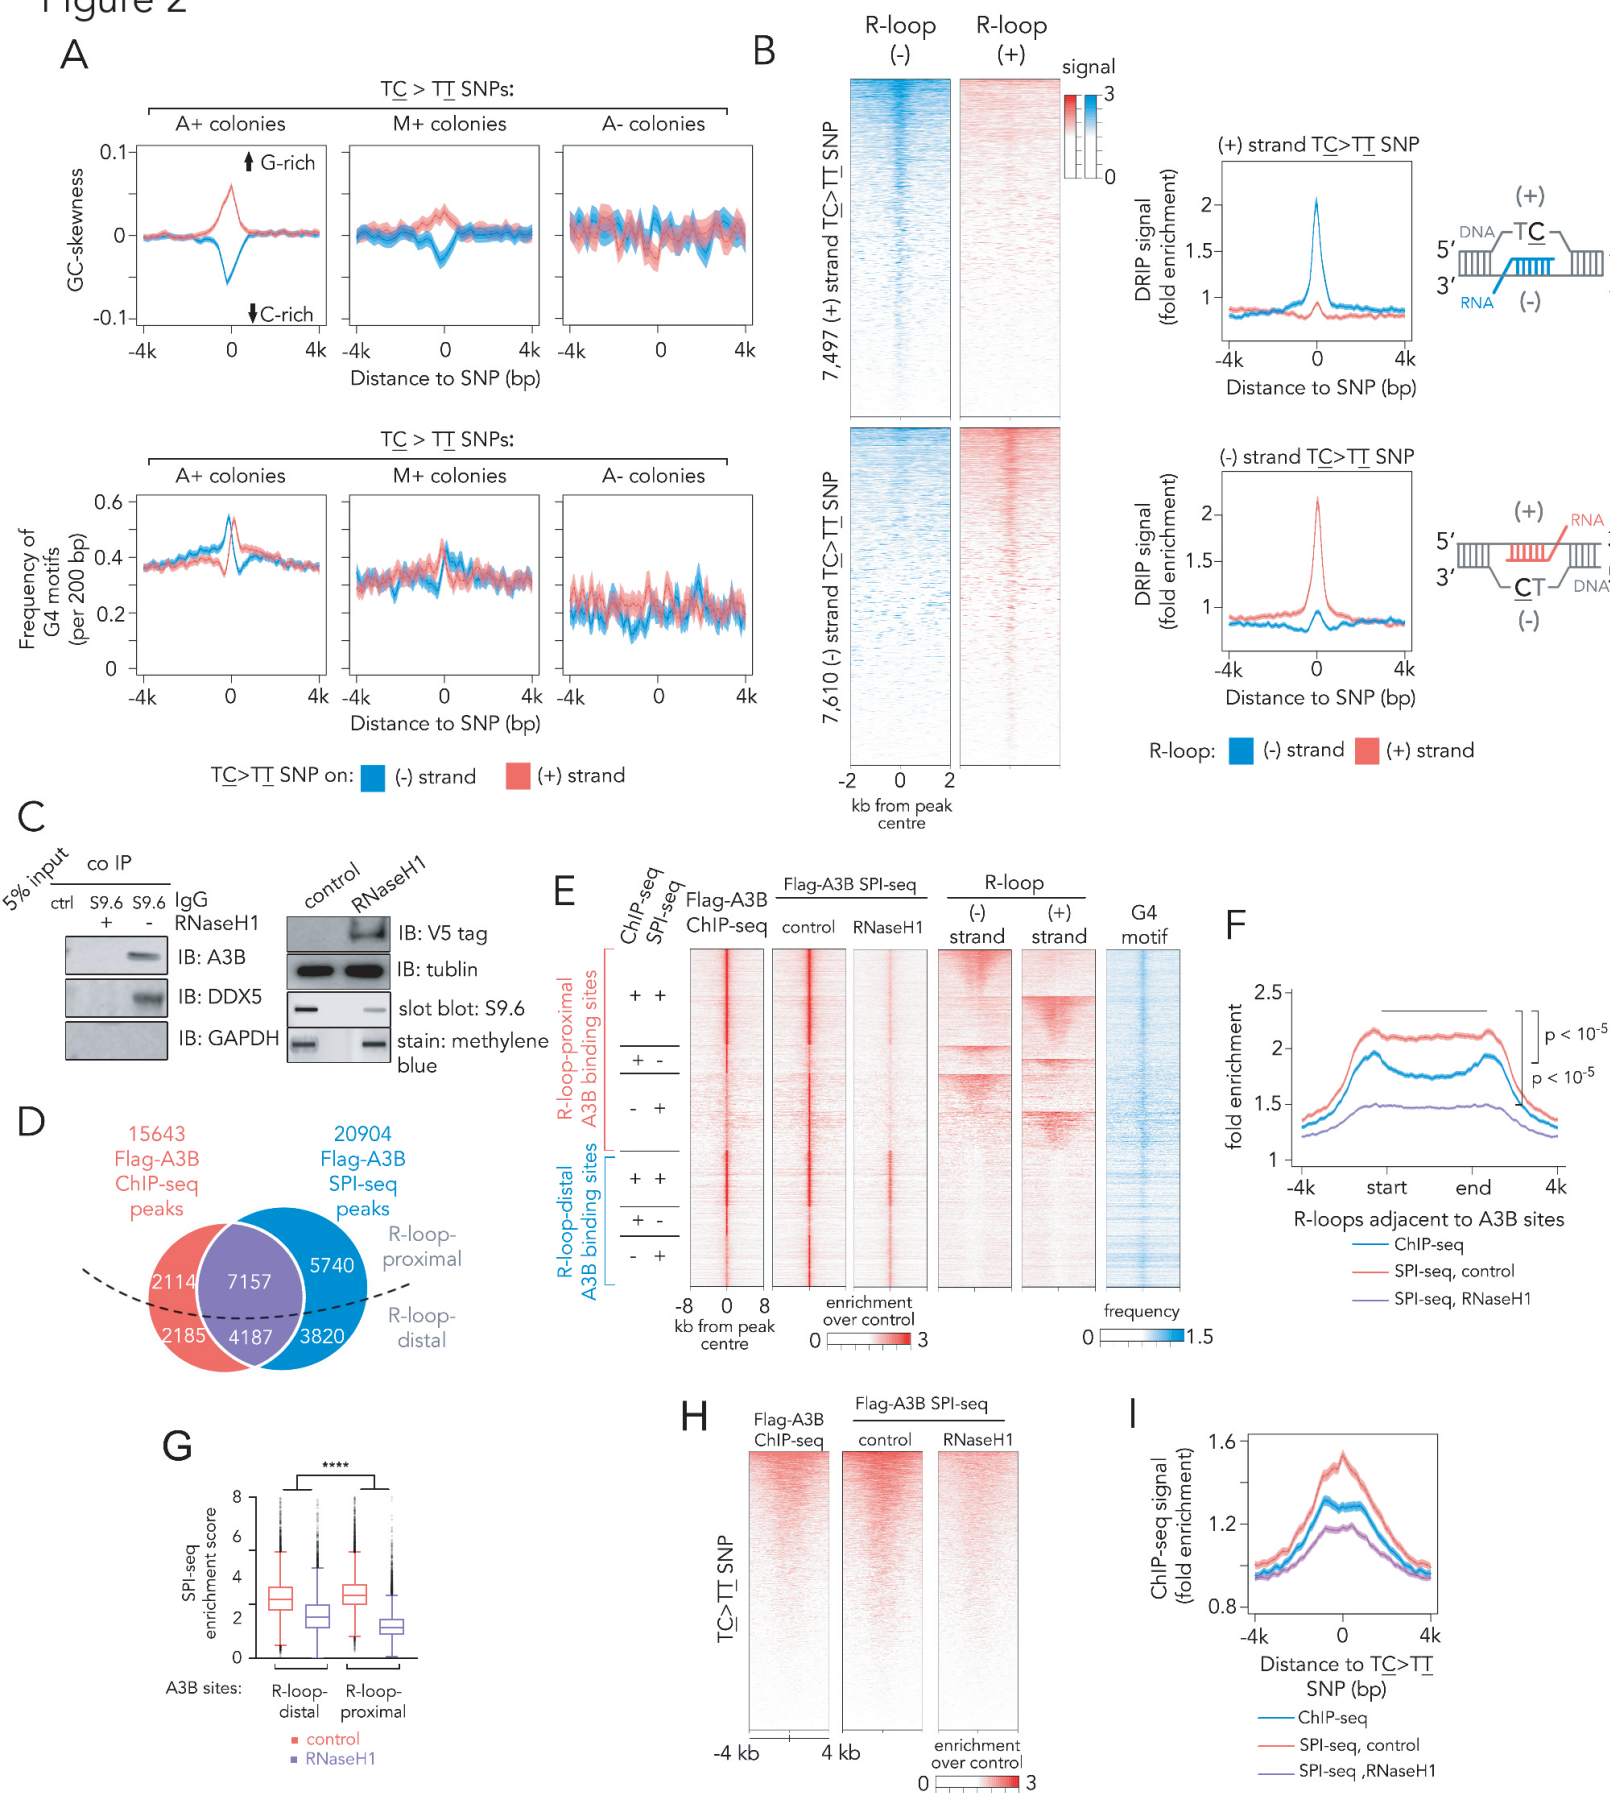 Figure 2
A
TC > TT SNPs:
A+ colonies
M+ colonies
A- colonies
GC-skewness
0.1
0
-0.1
G-rich
C-rich
-4k 0 4k
-4k 0 4k
-4k 0 4k
Distance to SNP (bp)
TC > TT SNPs:
A+ colonies
M+ colonies
A- colonies
Frequency of
G4 motifs
(per 200 bp)
0.6
0.4
0.2
0
-4k 0 4k
-4k 0 4k
-4k 0 4k
Distance to SNP (bp)
TC>TT SNP on: (-) strand (+) strand
B
R-loop
(-)
R-loop
(+)
signal
3
0
7,497 (+) strand TC>TT SNP
7,610 (-) strand TC>TT SNP
-2 0 2
kb from peak
centre
(+) strand TC>TT SNP
DRIP signal
(fold enrichment)
2
1.5
1
-4k 0 4k
Distance to SNP (bp)
(+)
DNA TC
5′
3′
RNA
(-)
(-) strand TC>TT SNP
DRIP signal
(fold enrichment)
2
1.5
1
-4k 0 4k
Distance to SNP (bp)
(+)
RNA
5′
3′
CT DNA
(-)
R-loop: (-) strand (+) strand
C
5% input
co IP
ctrl S9.6 S9.6 IgG
+ - RNaseH1
IB: A3B
IB: DDX5
IB: GAPDH
control
RNaseH1
IB: V5 tag
IB: tublin
slot blot: S9.6
stain: methylene
blue
D
15643
Flag-A3B
ChIP-seq
peaks
20904
Flag-A3B
SPI-seq
peaks
R-loop-
proximal
2114
7157
5740
2185
4187
3820
R-loop-
distal
E
ChIP-seq
SPI-seq
Flag-A3B
ChIP-seq
Flag-A3B SPI-seq
control
RNaseH1
R-loop
(-)
strand
(+)
strand
G4
motif
R-loop-proximal
A3B binding sites
R-loop-distal
A3B binding sites
+ +
+ -
- +
+ +
+ -
- +
-8 0 8
kb from peak
centre
enrichment
over control
0 3
frequency
0 1.5
F
fold enrichment
2.5
2
1.5
1
p < 10-5
p < 10-5
-4k start end 4k
R-loops adjacent to A3B sites
ChIP-seq
SPI-seq, control
SPI-seq, RNaseH1
G
****
SPI-seq
enrichment score
8
6
4
2
0
A3B sites:
R-loop-
distal
R-loop-
proximal
control
RNaseH1
H
Flag-A3B
ChIP-seq
Flag-A3B SPI-seq
control
RNaseH1
TC>TT SNP
-4 kb 4 kb
enrichment
over control
0 3
I
ChIP-seq signal
(fold enrichment)
1.6
1.2
0.8
-4k 0 4k
Distance to TC>TT
SNP (bp)
ChIP-seq
SPI-seq, control
SPI-seq ,RNaseH1